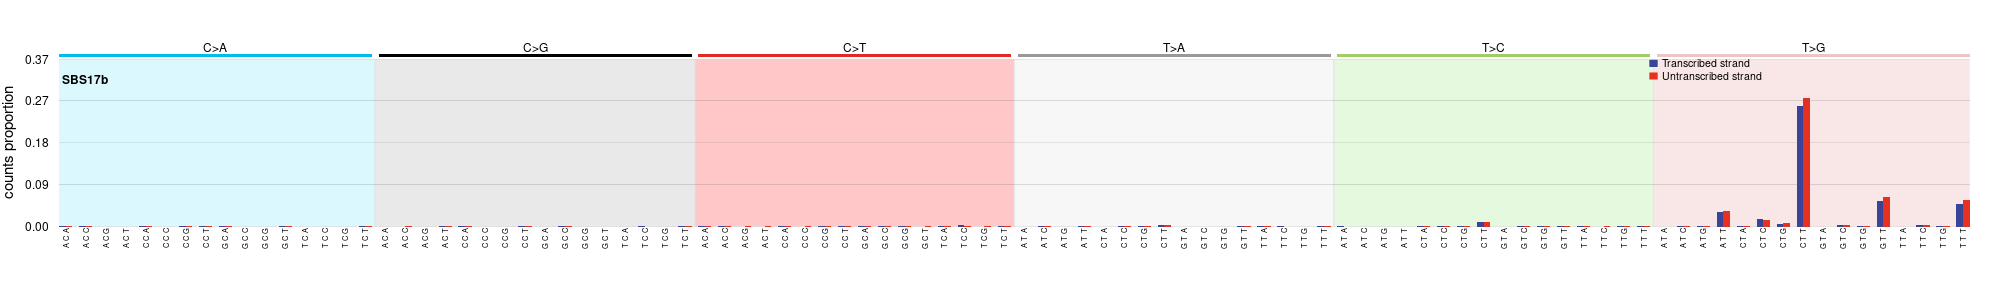 C>A C>G C>T T>A T>C T>G
0.37
SBS17b
Transcribed strand
Untranscribed strand
0.27
0.18
0.09
0.00
counts proportion
ACA ACC ACG ACT CCA CCC CCG CCT GCA GCC GCG GCT TCA TCC TCG TCT ACA ACC ACG ACT CCA CCC CCG CCT GCA GCC GCG GCT TCA TCC TCG TCT ACA ACC ACG ACT CCA CCC CCG CCT GCA GCC GCG GCT TCA TCC TCG TCT ATA ATC ATG ATT CTA CTC CTG CTT GTA GTC GTG GTT TTA TTC TTG TTT ATA ATC ATG ATT CTA CTC CTG CTT GTA GTC GTG GTT TTA TTC TTG TTT ATA ATC ATG ATT CTA CTC CTG CTT GTA GTC GTG GTT TTA TTC TTG TTT